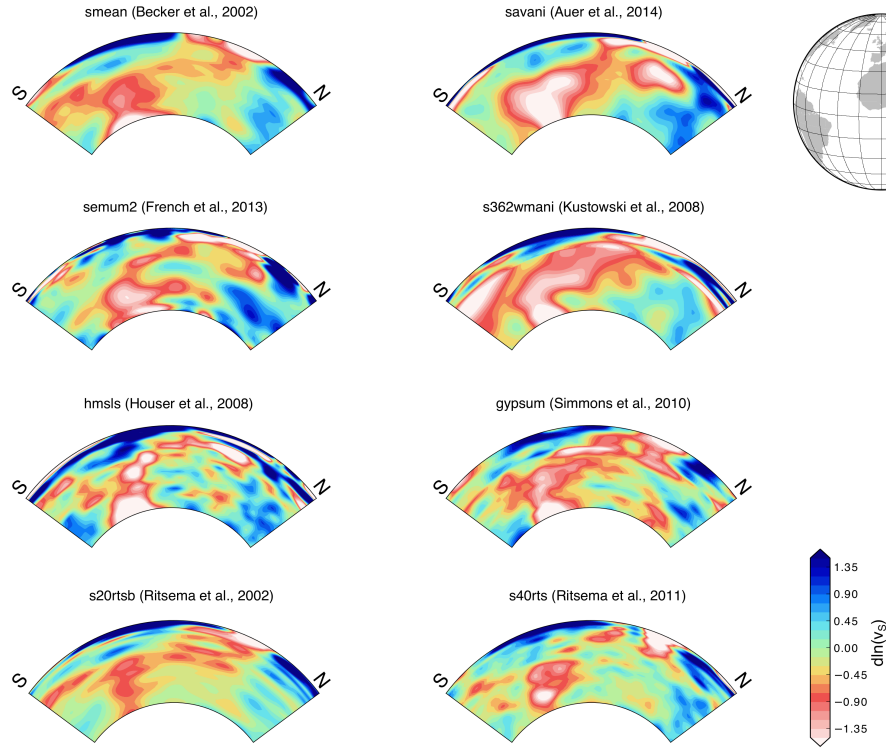 smean (Becker et al., 2002)
savani (Auer et al., 2014)
S
N
S
N
semum2 (French et al., 2013)
s362wmani (Kustowski et al., 2008)
S
N
S
N
hmsls (Houser et al., 2008)
gypsum (Simmons et al., 2010)
S
N
S
N
s20rtsb (Ritsema et al., 2002)
s40rts (Ritsema et al., 2011)
S
N
S
N
1.35
0.90
0.45
0.00
−0.45
−0.90
−1.35
dln(vS)